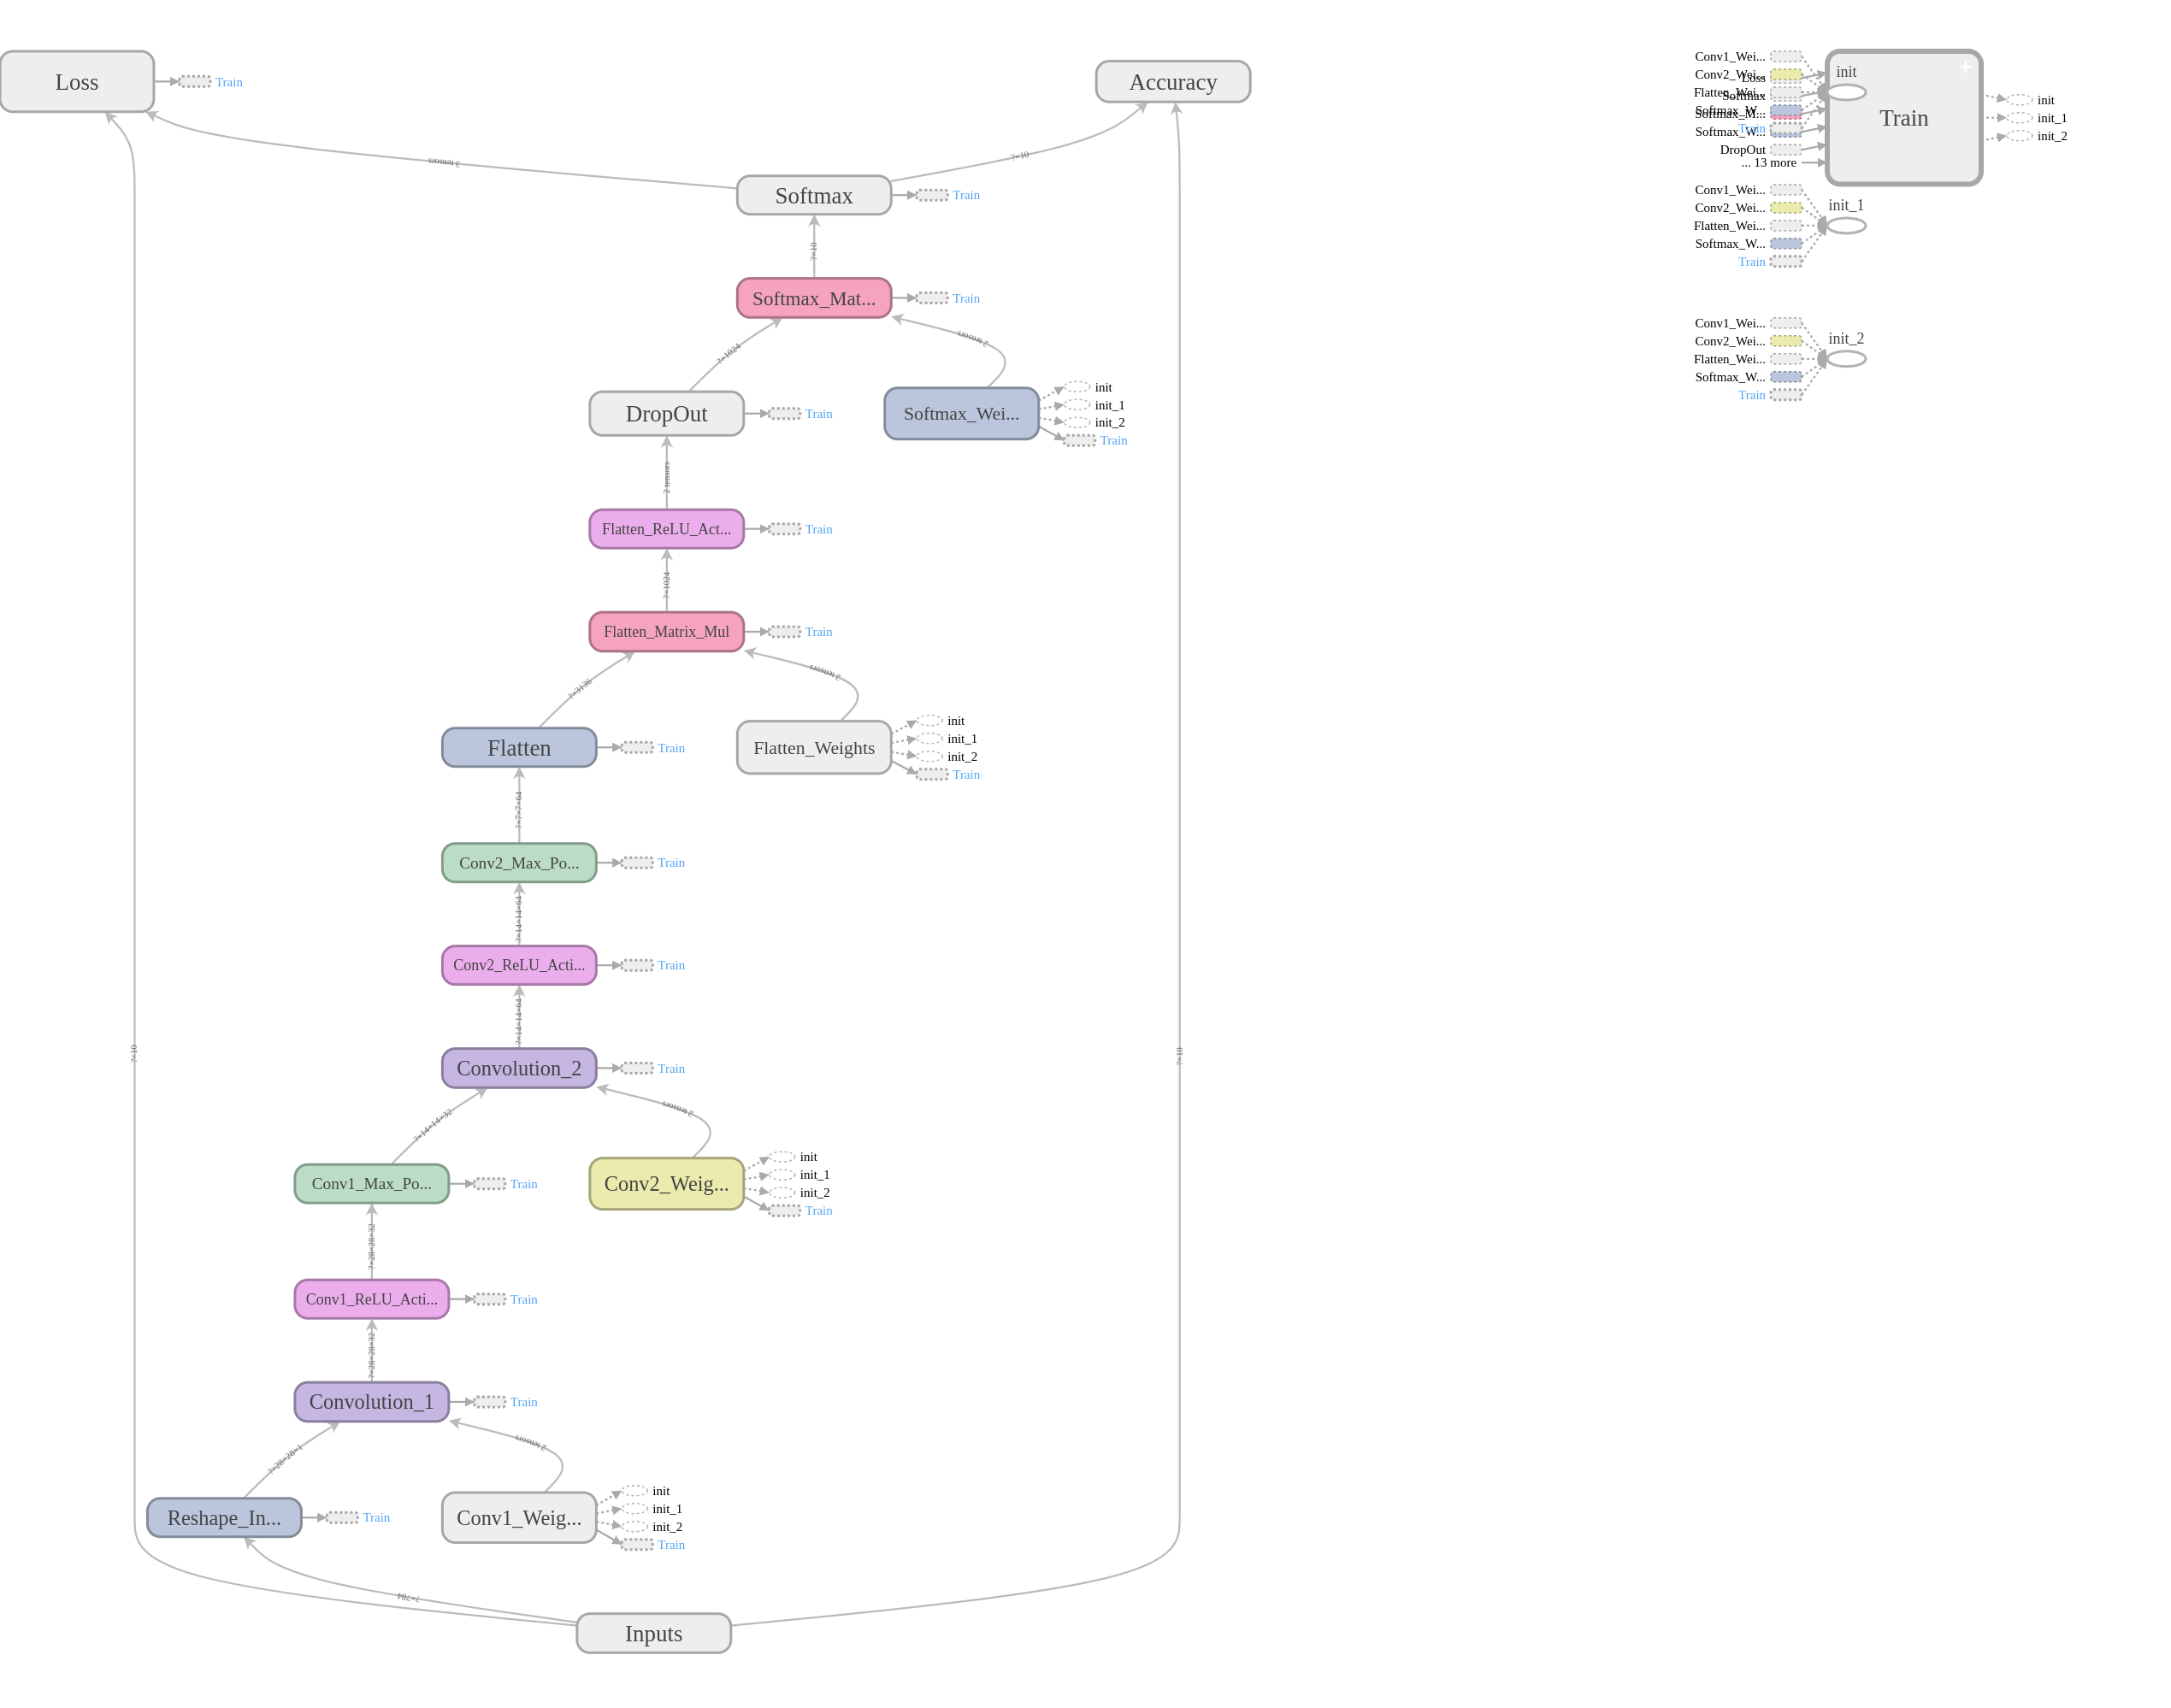 Loss
Train
Accuracy
3 tensors
?×10
Softmax
Train
?×10
Softmax_Mat...
Train
?×1024
2 tensors
DropOut
Train
Softmax_Wei...
init
init_1
init_2
Train
2 tensors
Flatten_ReLU_Act...
Train
?×1024
Flatten_Matrix_Mul
Train
?×3136
2 tensors
Flatten
Train
Flatten_Weights
init
init_1
init_2
Train
?×7×7×64
Conv2_Max_Po...
Train
?×14×14×64
Conv2_ReLU_Acti...
Train
?×14×14×64
?×10
?×10
Convolution_2
Train
?×14×14×32
2 tensors
Conv1_Max_Po...
Train
Conv2_Weig...
init
init_1
init_2
Train
?×28×28×32
Conv1_ReLU_Acti...
Train
?×28×28×32
Convolution_1
Train
?×28×28×1
2 tensors
Reshape_In...
Train
Conv1_Weig...
init
init_1
init_2
Train
?×784
Inputs
Conv1_Wei...
Conv2_Wei...
Loss
Flatten_Wei...
Softmax
Softmax_W...
Softmax_M...
Train
Softmax_W...
DropOut
... 13 more
init
+
Train
init
init_1
init_2
Conv1_Wei...
Conv2_Wei...
Flatten_Wei...
Softmax_W...
Train
init_1
Conv1_Wei...
Conv2_Wei...
Flatten_Wei...
Softmax_W...
Train
init_2